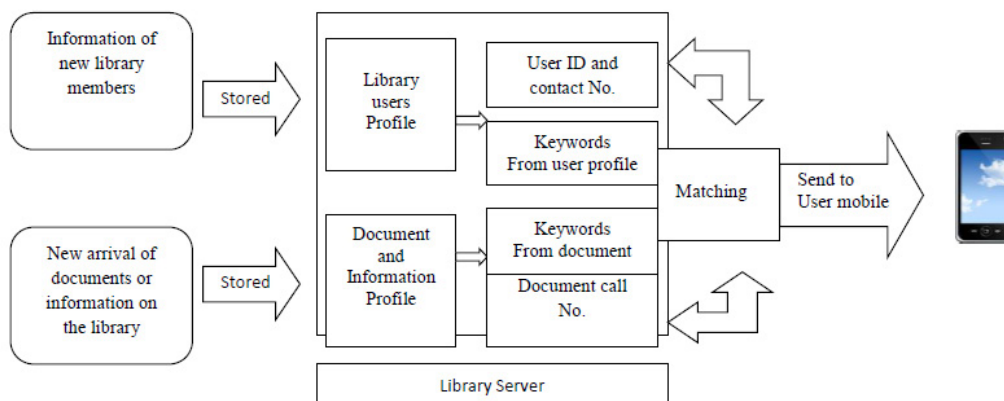 Information of
new library
members
Stored
Library
users
Profile
User ID and
contact No.
Keywords
From user profile
Matching
Send to
User mobile
New arrival of
documents or
information on
the library
Stored
Document
and
Information
Profile
Keywords
From document
Document call
No.
Library Server